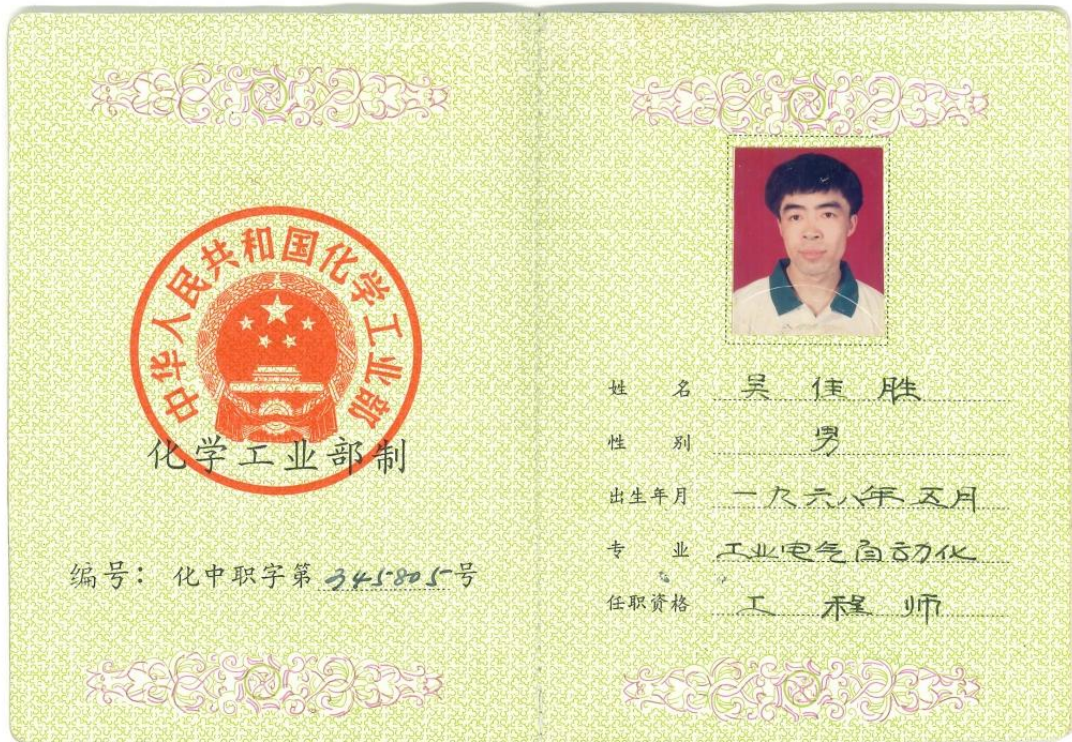 中华人民共和国化学工业部
化学工业部制
编号：化中职字第345805号
姓名 吴佳胜
性别 男
出生年月 一九六八年五月
专业 工业电气自动化
任职资格 工程师